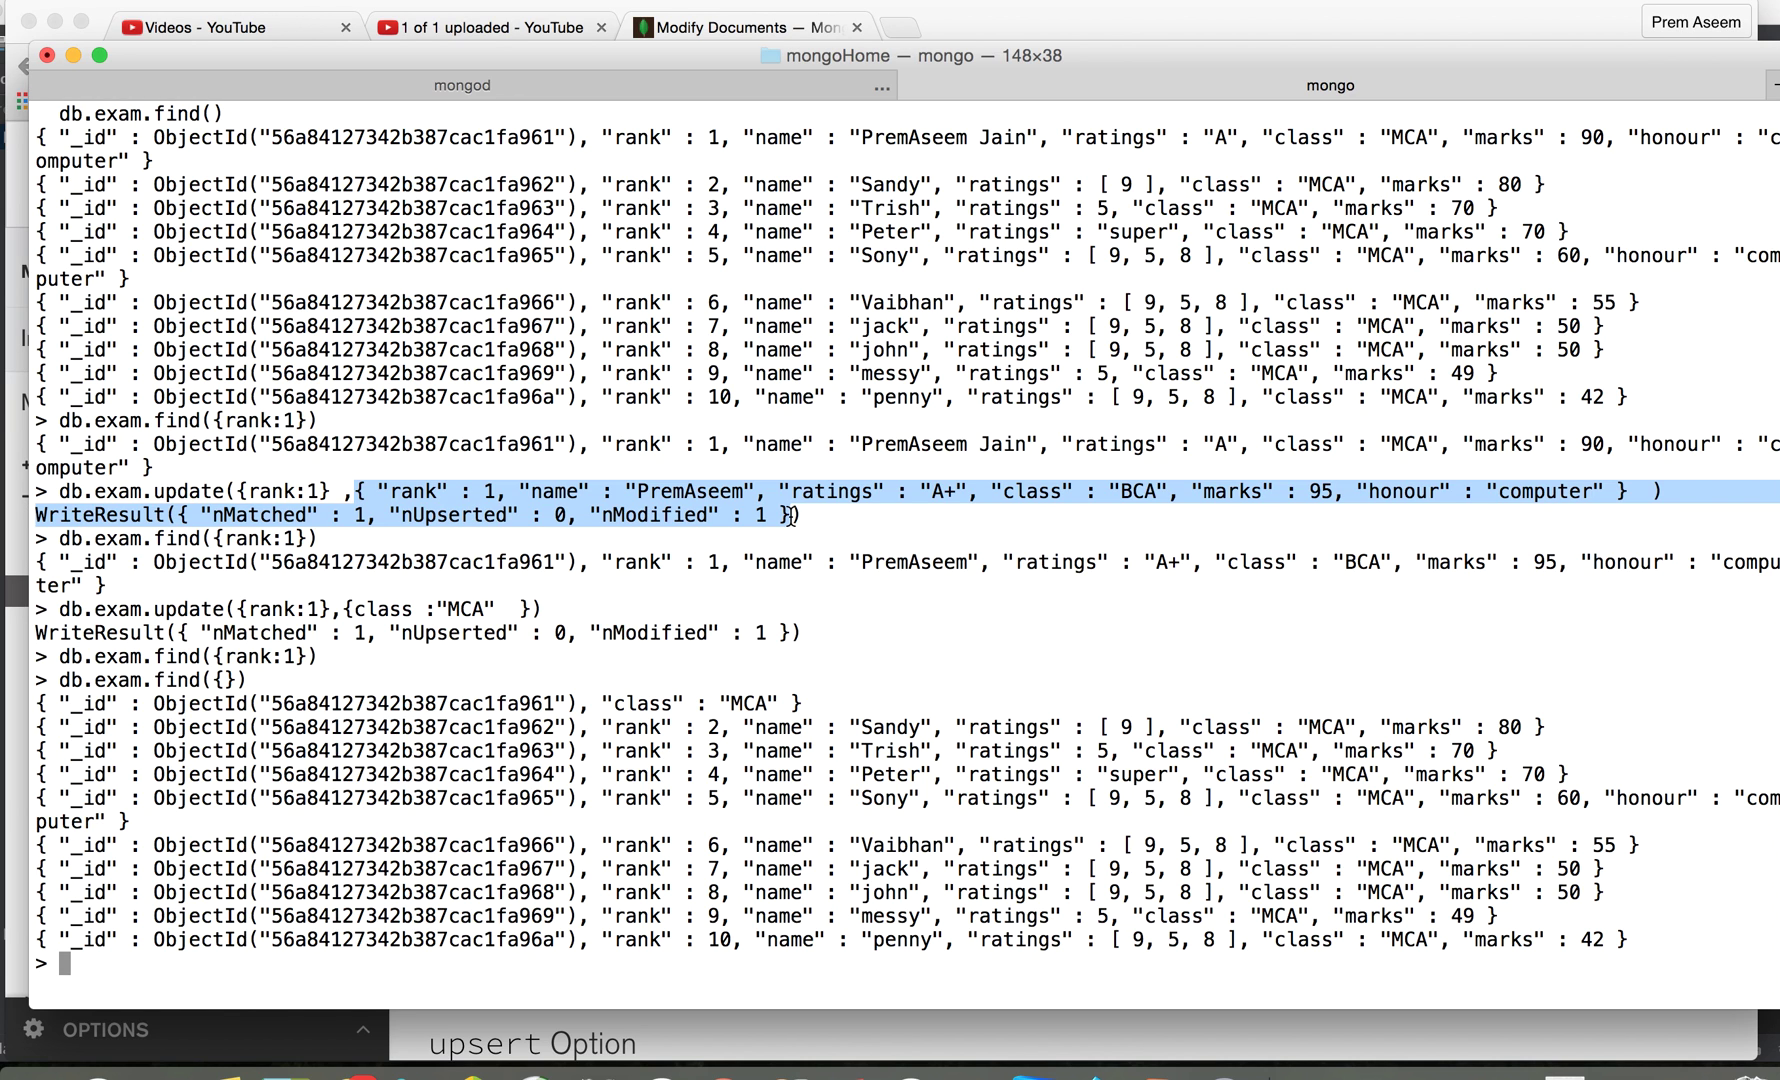 Prem Aseem
Videos - YouTube
1 of 1 uploaded - YouTube
Modify Documents — Mon
mongoHome — mongo — 148×38
mongod
...
mongo
db.exam.find()
{ "_id" : ObjectId("56a84127342b387cac1fa961"), "rank" : 1, "name" : "PremAseem Jain", "ratings" : "A", "class" : "MCA", "marks" : 90, "honour" : "c
omputer" }
{ "_id" : ObjectId("56a84127342b387cac1fa962"), "rank" : 2, "name" : "Sandy", "ratings" : [ 9 ], "class" : "MCA", "marks" : 80 }
{ "_id" : ObjectId("56a84127342b387cac1fa963"), "rank" : 3, "name" : "Trish", "ratings" : 5, "class" : "MCA", "marks" : 70 }
{ "_id" : ObjectId("56a84127342b387cac1fa964"), "rank" : 4, "name" : "Peter", "ratings" : "super", "class" : "MCA", "marks" : 70 }
{ "_id" : ObjectId("56a84127342b387cac1fa965"), "rank" : 5, "name" : "Sony", "ratings" : [ 9, 5, 8 ], "class" : "MCA", "marks" : 60, "honour" : "com
puter" }
{ "_id" : ObjectId("56a84127342b387cac1fa966"), "rank" : 6, "name" : "Vaibhan", "ratings" : [ 9, 5, 8 ], "class" : "MCA", "marks" : 55 }
{ "_id" : ObjectId("56a84127342b387cac1fa967"), "rank" : 7, "name" : "jack", "ratings" : [ 9, 5, 8 ], "class" : "MCA", "marks" : 50 }
{ "_id" : ObjectId("56a84127342b387cac1fa968"), "rank" : 8, "name" : "john", "ratings" : [ 9, 5, 8 ], "class" : "MCA", "marks" : 50 }
{ "_id" : ObjectId("56a84127342b387cac1fa969"), "rank" : 9, "name" : "messy", "ratings" : 5, "class" : "MCA", "marks" : 49 }
{ "_id" : ObjectId("56a84127342b387cac1fa96a"), "rank" : 10, "name" : "penny", "ratings" : [ 9, 5, 8 ], "class" : "MCA", "marks" : 42 }
> db.exam.find({rank:1})
{ "_id" : ObjectId("56a84127342b387cac1fa961"), "rank" : 1, "name" : "PremAseem Jain", "ratings" : "A", "class" : "MCA", "marks" : 90, "honour" : "c
omputer" }
> db.exam.update({rank:1} ,{ "rank" : 1, "name" : "PremAseem", "ratings" : "A+", "class" : "BCA", "marks" : 95, "honour" : "computer" }  )
WriteResult({ "nMatched" : 1, "nUpserted" : 0, "nModified" : 1 })
> db.exam.find({rank:1})
{ "_id" : ObjectId("56a84127342b387cac1fa961"), "rank" : 1, "name" : "PremAseem", "ratings" : "A+", "class" : "BCA", "marks" : 95, "honour" : "compu
ter" }
> db.exam.update({rank:1},{class :"MCA"  })
WriteResult({ "nMatched" : 1, "nUpserted" : 0, "nModified" : 1 })
> db.exam.find({rank:1})
> db.exam.find({})
{ "_id" : ObjectId("56a84127342b387cac1fa961"), "class" : "MCA" }
{ "_id" : ObjectId("56a84127342b387cac1fa962"), "rank" : 2, "name" : "Sandy", "ratings" : [ 9 ], "class" : "MCA", "marks" : 80 }
{ "_id" : ObjectId("56a84127342b387cac1fa963"), "rank" : 3, "name" : "Trish", "ratings" : 5, "class" : "MCA", "marks" : 70 }
{ "_id" : ObjectId("56a84127342b387cac1fa964"), "rank" : 4, "name" : "Peter", "ratings" : "super", "class" : "MCA", "marks" : 70 }
{ "_id" : ObjectId("56a84127342b387cac1fa965"), "rank" : 5, "name" : "Sony", "ratings" : [ 9, 5, 8 ], "class" : "MCA", "marks" : 60, "honour" : "com
puter" }
{ "_id" : ObjectId("56a84127342b387cac1fa966"), "rank" : 6, "name" : "Vaibhan", "ratings" : [ 9, 5, 8 ], "class" : "MCA", "marks" : 55 }
{ "_id" : ObjectId("56a84127342b387cac1fa967"), "rank" : 7, "name" : "jack", "ratings" : [ 9, 5, 8 ], "class" : "MCA", "marks" : 50 }
{ "_id" : ObjectId("56a84127342b387cac1fa968"), "rank" : 8, "name" : "john", "ratings" : [ 9, 5, 8 ], "class" : "MCA", "marks" : 50 }
{ "_id" : ObjectId("56a84127342b387cac1fa969"), "rank" : 9, "name" : "messy", "ratings" : 5, "class" : "MCA", "marks" : 49 }
{ "_id" : ObjectId("56a84127342b387cac1fa96a"), "rank" : 10, "name" : "penny", "ratings" : [ 9, 5, 8 ], "class" : "MCA", "marks" : 42 }
>
OPTIONS
upsert Option